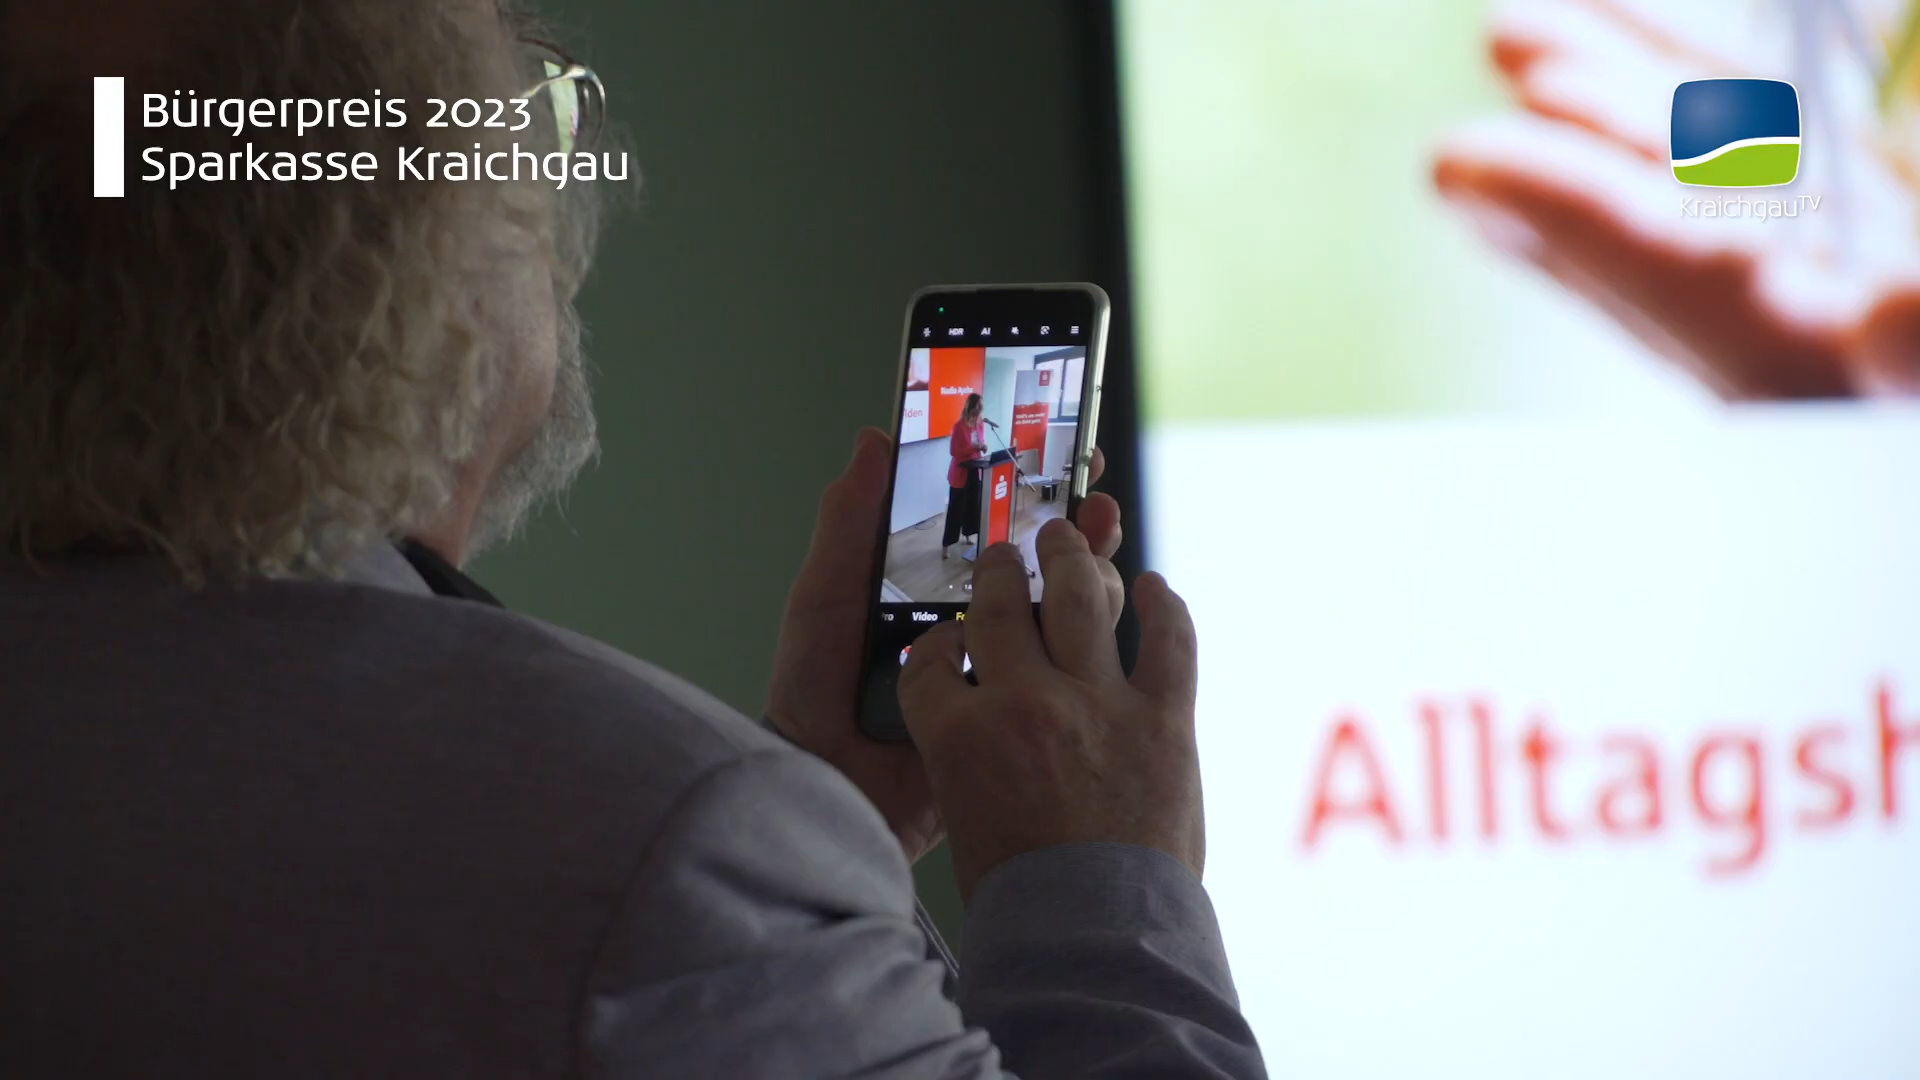 Bürgerpreis 2023
Sparkasse Kraichgau
KraichgauTV
HDR
AI
Video
Alltagsh